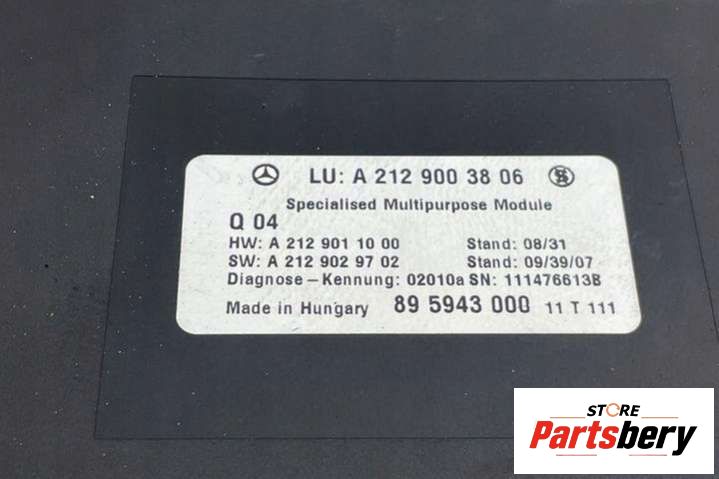 LU: A 212 900 38 06
Specialised Multipurpose Module
Q 04
HW: A 212 901 10 00 Stand: 08/31
SW: A 212 902 97 02 Stand: 09/39/07
Diagnose – Kennung: 02010a SN: 111476613B
Made in Hungary 89 5943 000 11 T 111
STORE
Partsbery